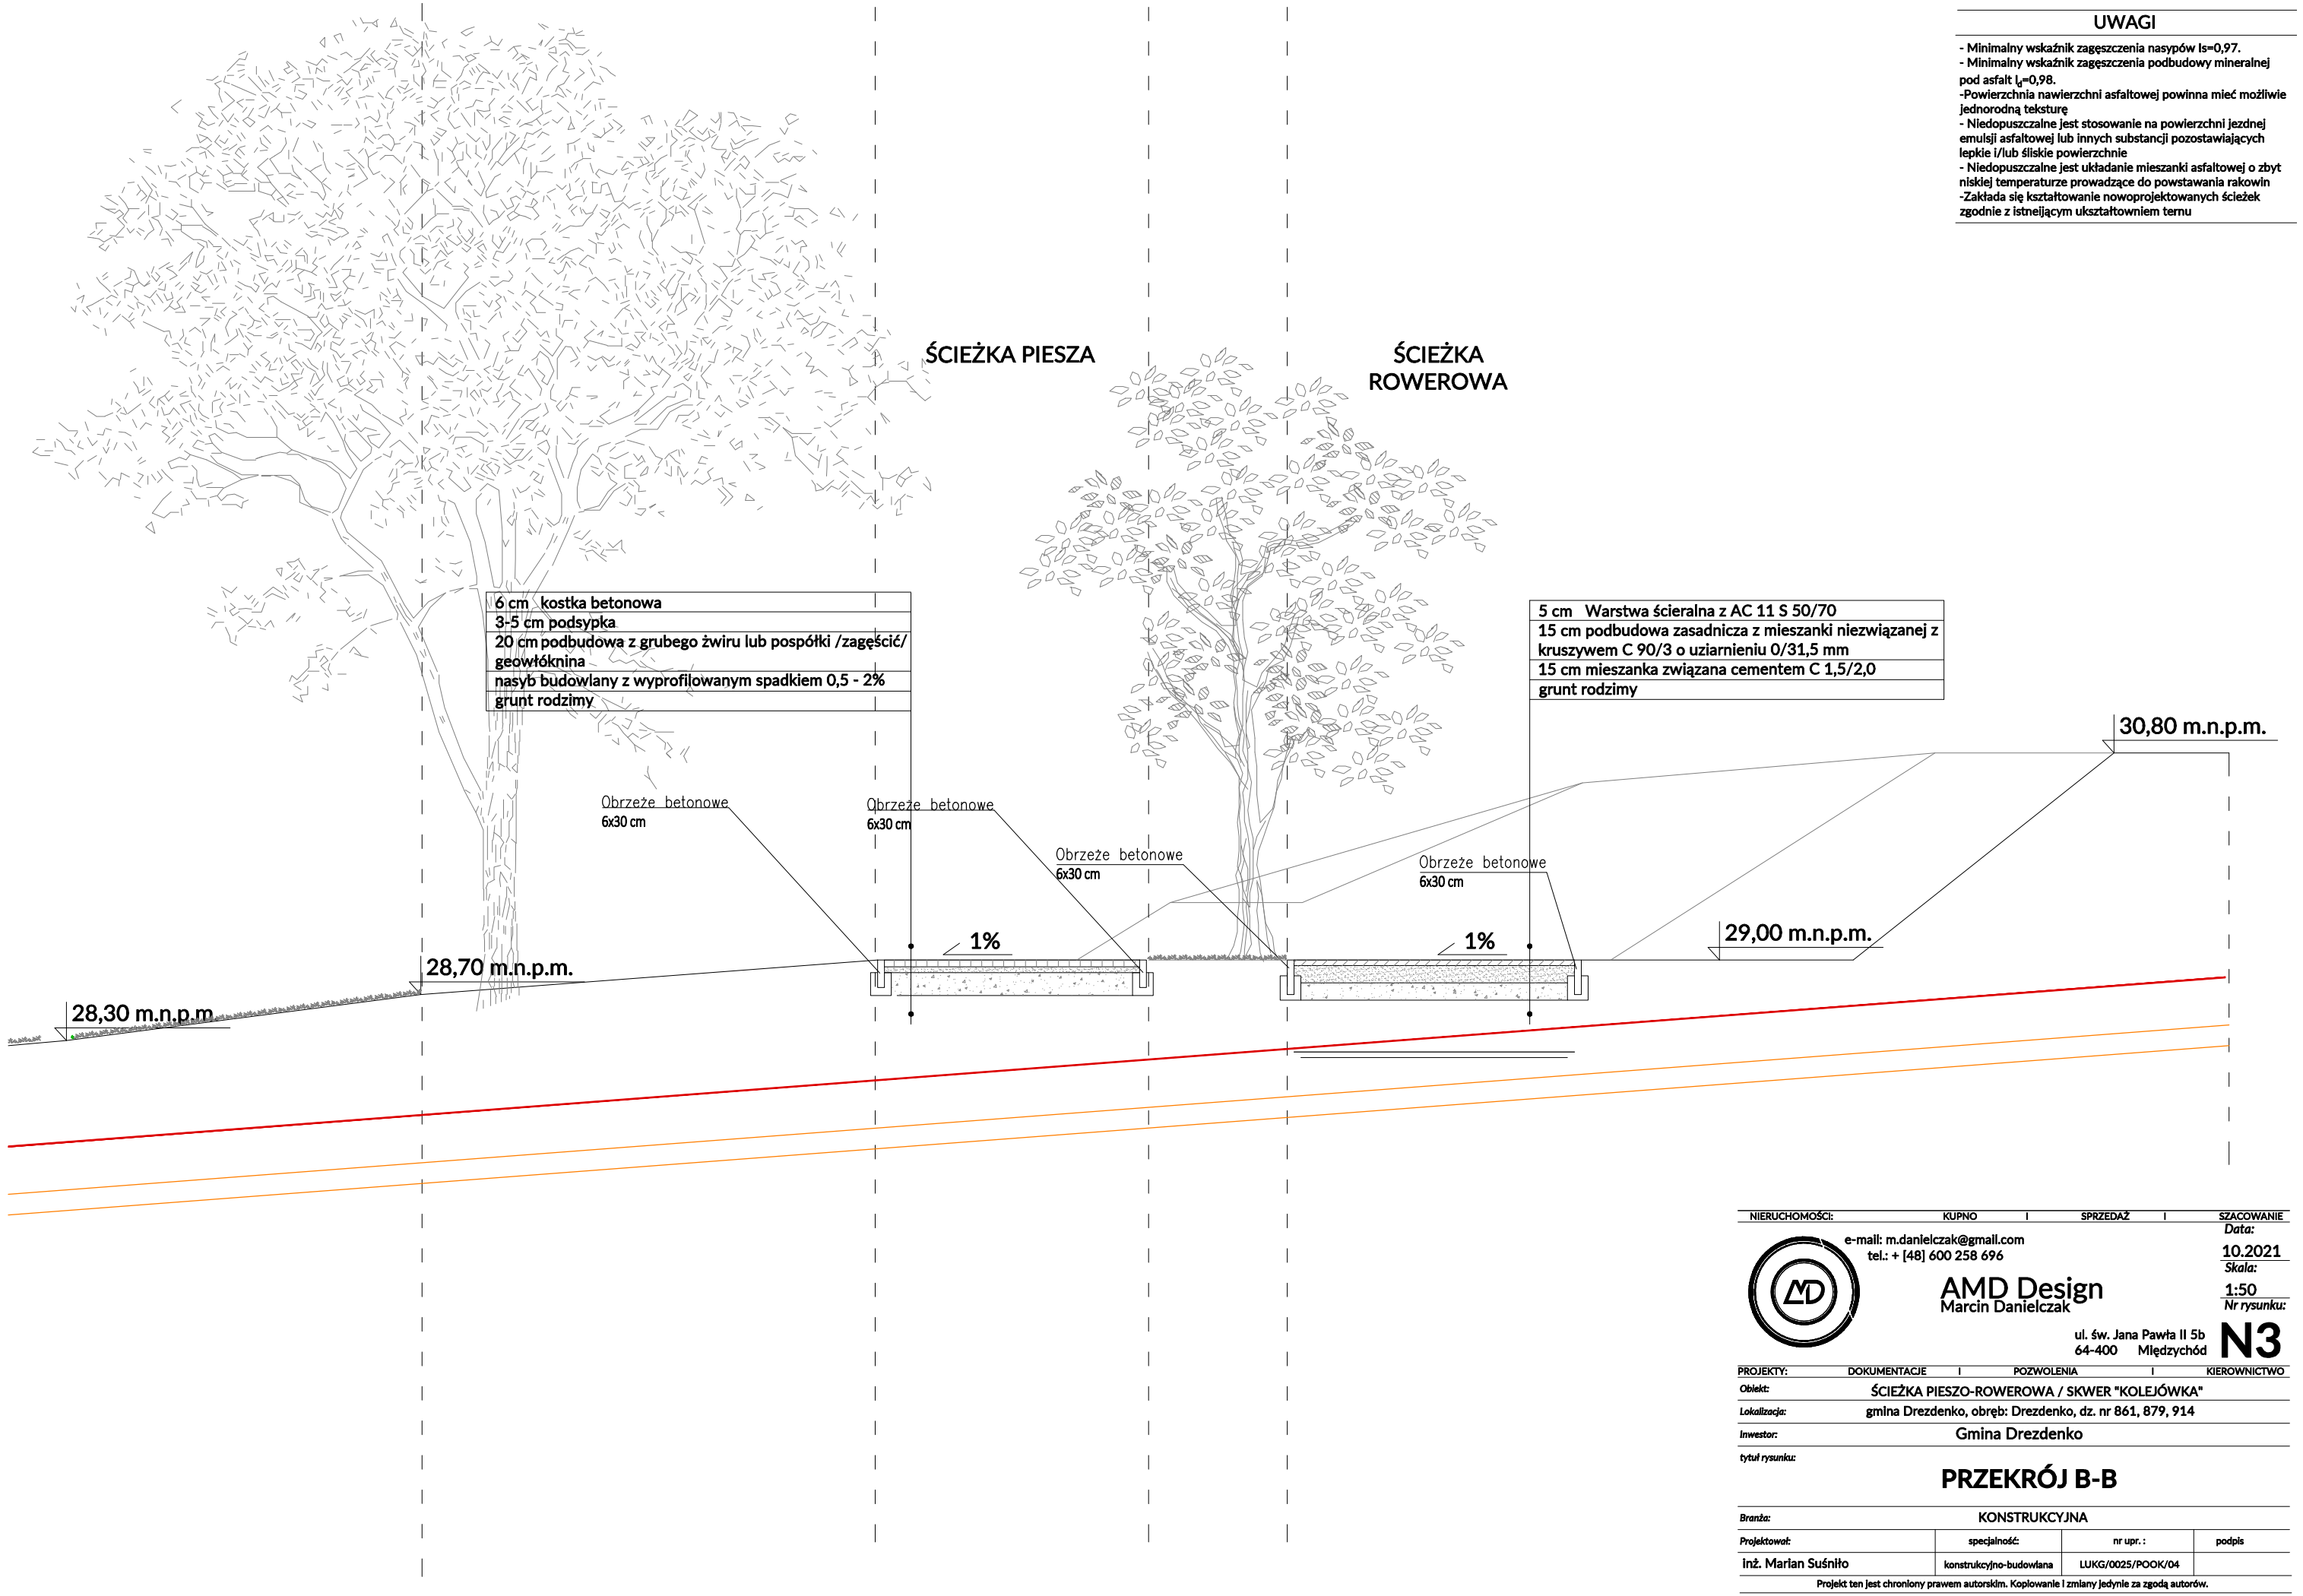 UWAGI
- Minimalny wskaźnik zagęszczenia nasypów Is=0,97.
- Minimalny wskaźnik zagęszczenia podbudowy mineralnej
pod asfalt Id=0,98.
-Powierzchnia nawierzchni asfaltowej powinna mieć możliwie
jednorodną teksturę
- Niedopuszczalne jest stosowanie na powierzchni jezdnej
emulsji asfaltowej lub innych substancji pozostawiających
lepkie i/lub śliskie powierzchnie
- Niedopuszczalne jest układanie mieszanki asfaltowej o zbyt
niskiej temperaturze prowadzące do powstawania rakowin
-Zakłada się kształtowanie nowoprojektowanych ścieżek
zgodnie z istneijącym ukształtowniem ternu
ŚCIEŻKA PIESZA
ŚCIEŻKA
ROWEROWA
6 cm kostka betonowa
3-5 cm podsypka
20 cm podbudowa z grubego żwiru lub pospółki /zagęścić/
geowłóknina
nasyb budowlany z wyprofilowanym spadkiem 0,5 - 2%
grunt rodzimy
5 cm Warstwa ścieralna z AC 11 S 50/70
15 cm podbudowa zasadnicza z mieszanki niezwiązanej z
kruszywem C 90/3 o uziarnieniu 0/31,5 mm
15 cm mieszanka związana cementem C 1,5/2,0
grunt rodzimy
30,80 m.n.p.m.
Obrzeże betonowe
6x30 cm
Obrzeże betonowe
6x30 cm
Obrzeże betonowe
6x30 cm
Obrzeże betonowe
6x30 cm
1%
1%
29,00 m.n.p.m.
28,70 m.n.p.m.
28,30 m.n.p.m
NIERUCHOMOŚCI: KUPNO I SPRZEDAŻ I SZACOWANIE
e-mail: m.danielczak@gmail.com
tel.: + [48] 600 258 696
Data:
10.2021
Skala:
1:50
Nr rysunku:
N3
AMD Design
Marcin Danielczak
ul. św. Jana Pawła II 5b
64-400 Międzychód
PROJEKTY: DOKUMENTACJE I POZWOLENIA I KIEROWNICTWO
Obiekt: ŚCIEŻKA PIESZO-ROWEROWA / SKWER "KOLEJÓWKA"
Lokalizacja: gmina Drezdenko, obręb: Drezdenko, dz. nr 861, 879, 914
Inwestor: Gmina Drezdenko
tytuł rysunku:
PRZEKRÓJ B-B
Branża: KONSTRUKCYJNA
Projektował: specjalność: nr upr. : podpis
inż. Marian Suśniło konstrukcyjno-budowlana LUKG/0025/POOK/04
Projekt ten jest chroniony prawem autorskim. Kopiowanie i zmiany jedynie za zgodą autorów.